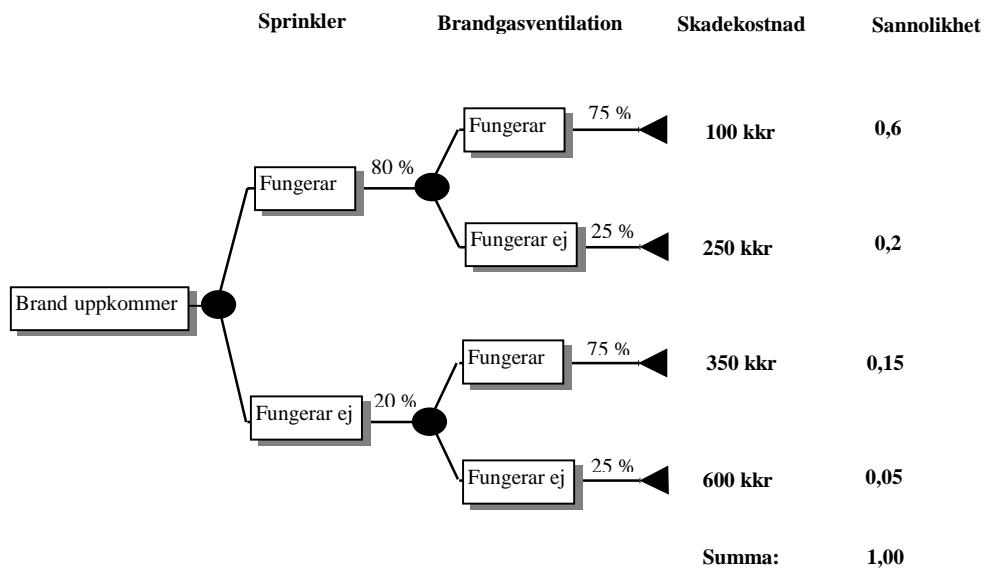 Sprinkler Brandgasventilation Skadekostnad Sannolikhet
Fungerar 75 % 100 kkr 0,6
Fungerar 80 %
Fungerar ej 25 % 250 kkr 0,2
Brand uppkommer
Fungerar 75 % 350 kkr 0,15
Fungerar ej 20 %
Fungerar ej 25 % 600 kkr 0,05
Summa: 1,00